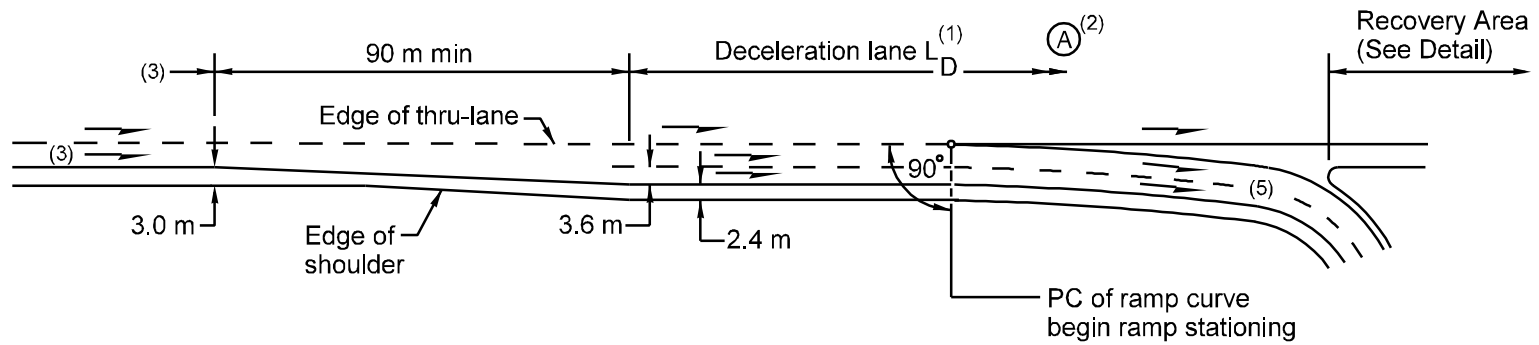 Recovery Area
(See Detail)
(3)
90 m min
Deceleration lane L_D^(1)
A (2)
Edge of thru-lane
(3)
90°
(5)
3.0 m
3.6 m
2.4 m
Edge of
shoulder
PC of ramp curve
begin ramp stationing